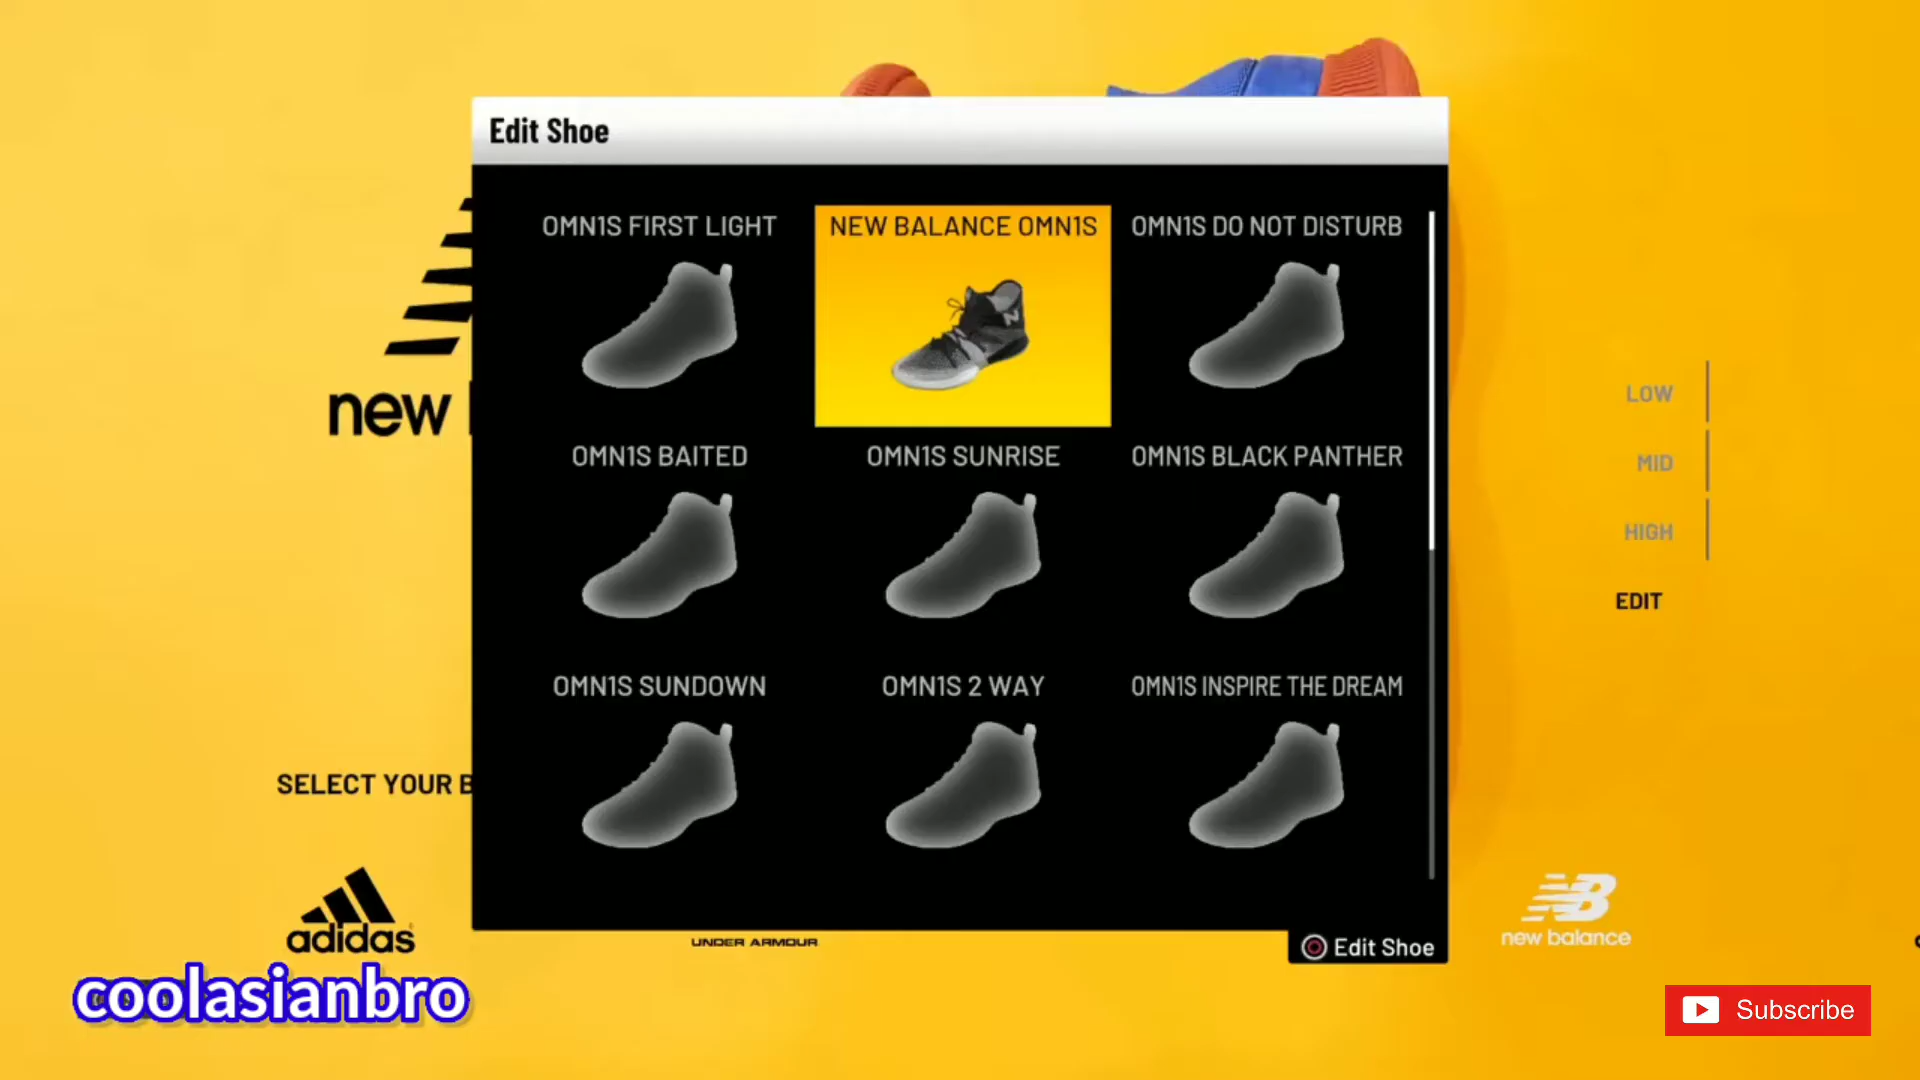 Edit Shoe
OMN1S FIRST LIGHT
NEW BALANCE OMN1S
OMN1S DO NOT DISTURB
N
new
LOW
OMN1S BAITED
OMN1S SUNRISE
OMN1S BLACK PANTHER
MID
HIGH
EDIT
OMN1S SUNDOWN
OMN1S 2 WAY
OMN1S INSPIRE THE DREAM
SELECT YOUR B
adidas
UNDER ARMOUR
NB
new balance
Edit Shoe
coolasianbro
Subscribe